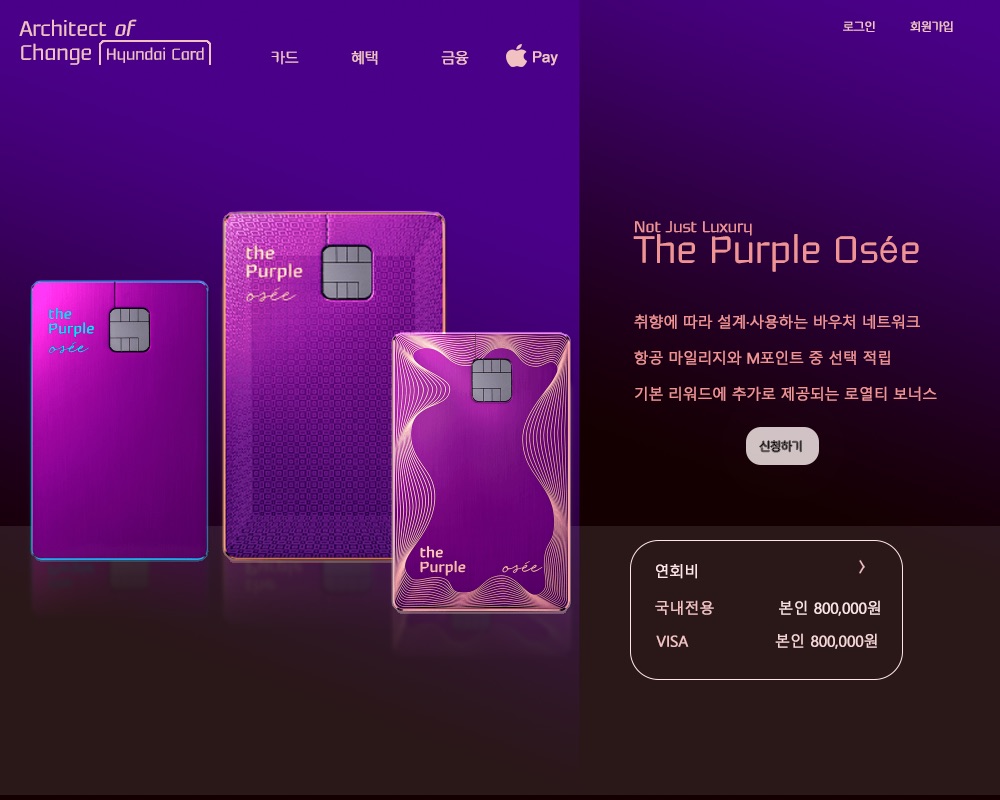 Architect of
Change Hyundai Card
카드 혜택 금융 Pay
로그인 회원가입
the
Purple
osée
the
Purple
osée
the
Purple osée
Not Just Luxury
The Purple Osée
취향에 따라 설계·사용하는 바우처 네트워크
항공 마일리지와 M포인트 중 선택 적립
기본 리워드에 추가로 제공되는 로열티 보너스
신청하기
연회비 〉
국내전용 본인 800,000원
VISA 본인 800,000원